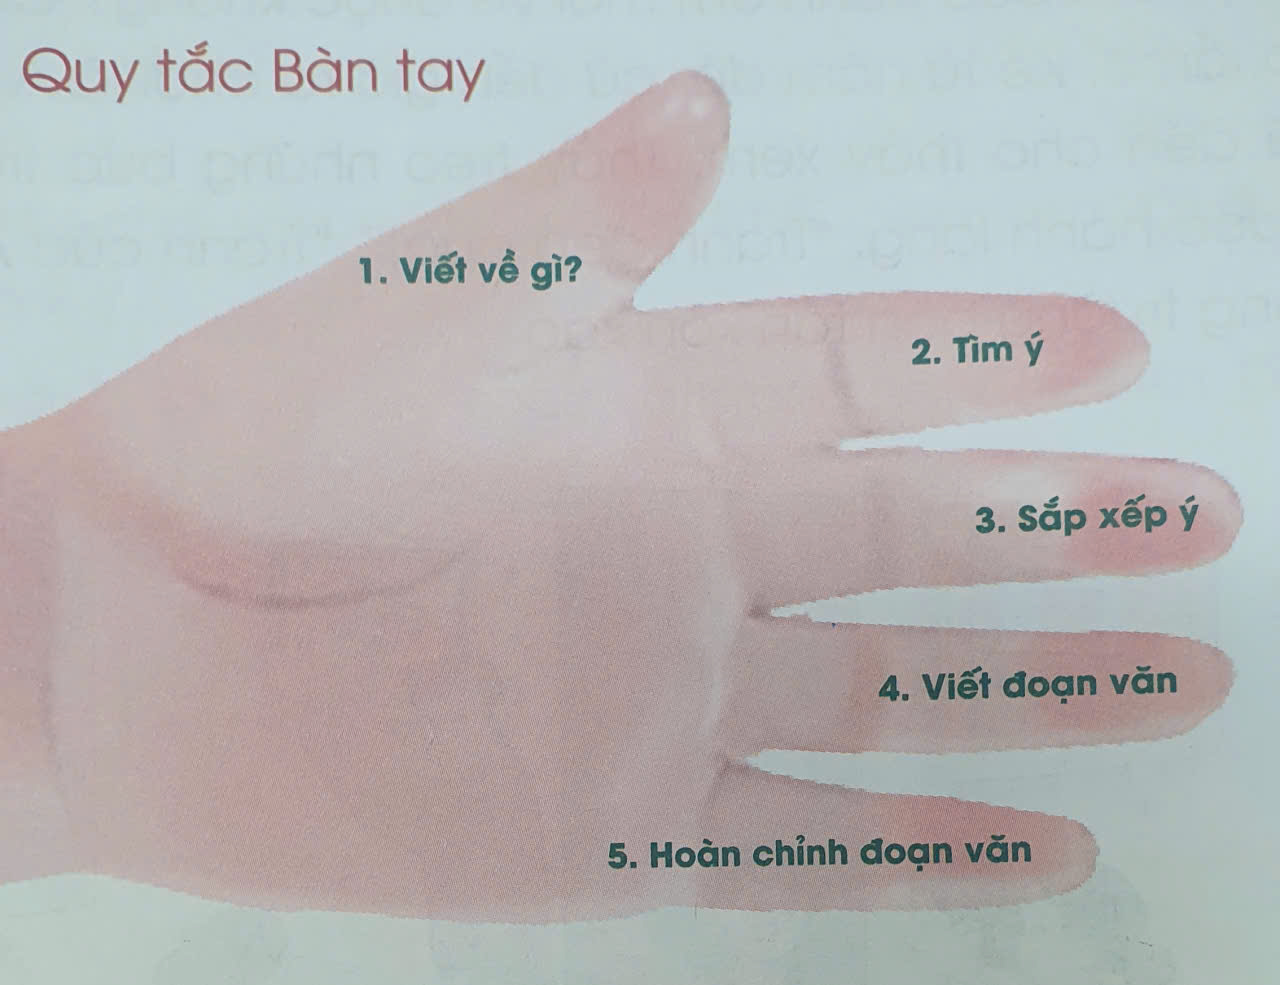 Quy tắc Bàn tay
1. Viết về gì?
2. Tìm ý
3. Sắp xếp ý
4. Viết đoạn văn
5. Hoàn chỉnh đoạn văn